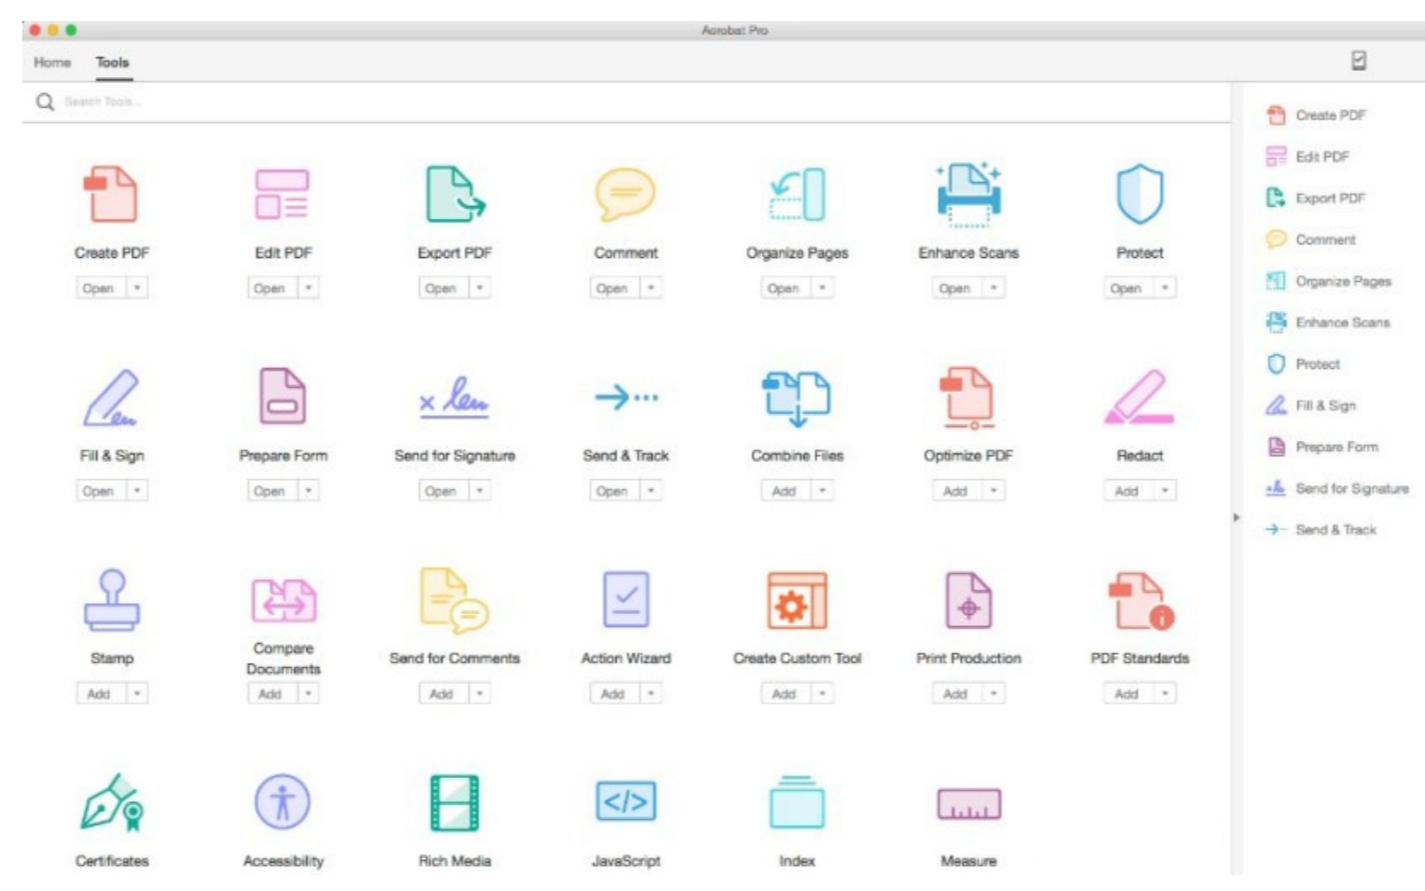 Acrobat Pro
Home Tools
Search Tools...
Create PDF Edit PDF Export PDF Comment Organize Pages Enhance Scans Protect
Open Open Open Open Open Open Open
Fill & Sign Prepare Form Send for Signature Send & Track Combine Files Optimize PDF Redact
Open Open Open Open Add Add Add
Stamp Compare Documents Send for Comments Action Wizard Create Custom Tool Print Production PDF Standards
Add Add Add Add Add Add Add
Certificates Accessibility Rich Media JavaScript Index Measure
Create PDF
Edit PDF
Export PDF
Comment
Organize Pages
Enhance Scans
Protect
Fill & Sign
Prepare Form
Send for Signature
Send & Track